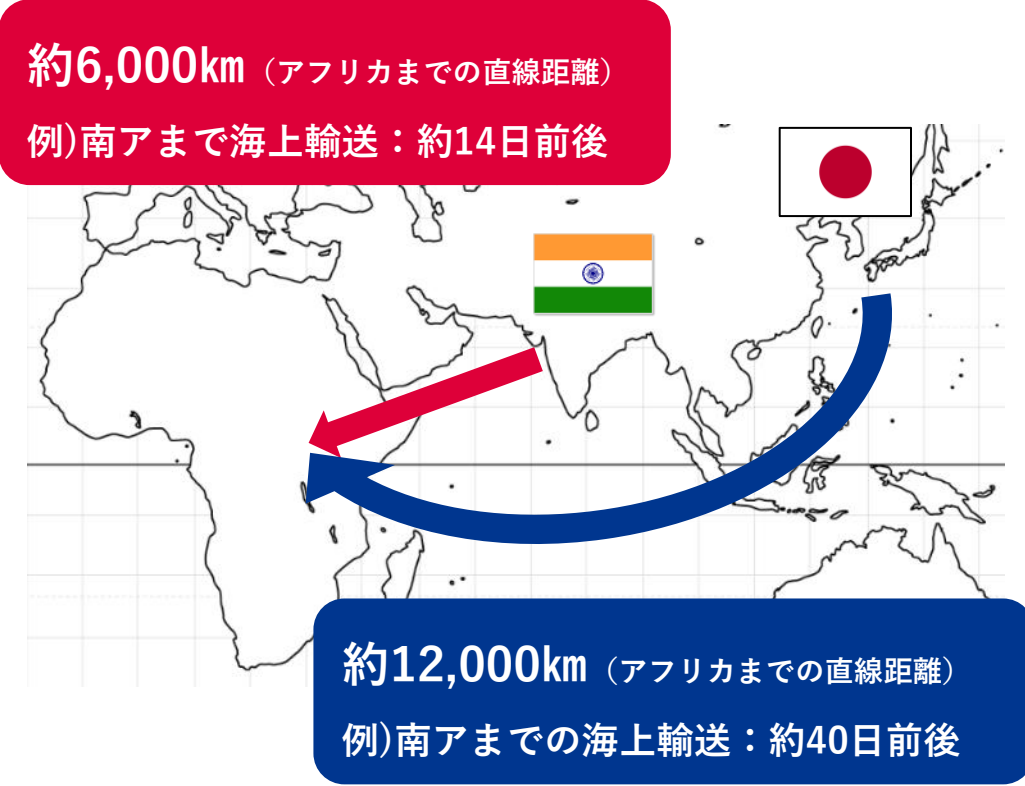 約6,000㎞（アフリカまでの直線距離）
例)南アまで海上輸送：約14日前後
約12,000㎞（アフリカまでの直線距離）
例)南アまでの海上輸送：約40日前後